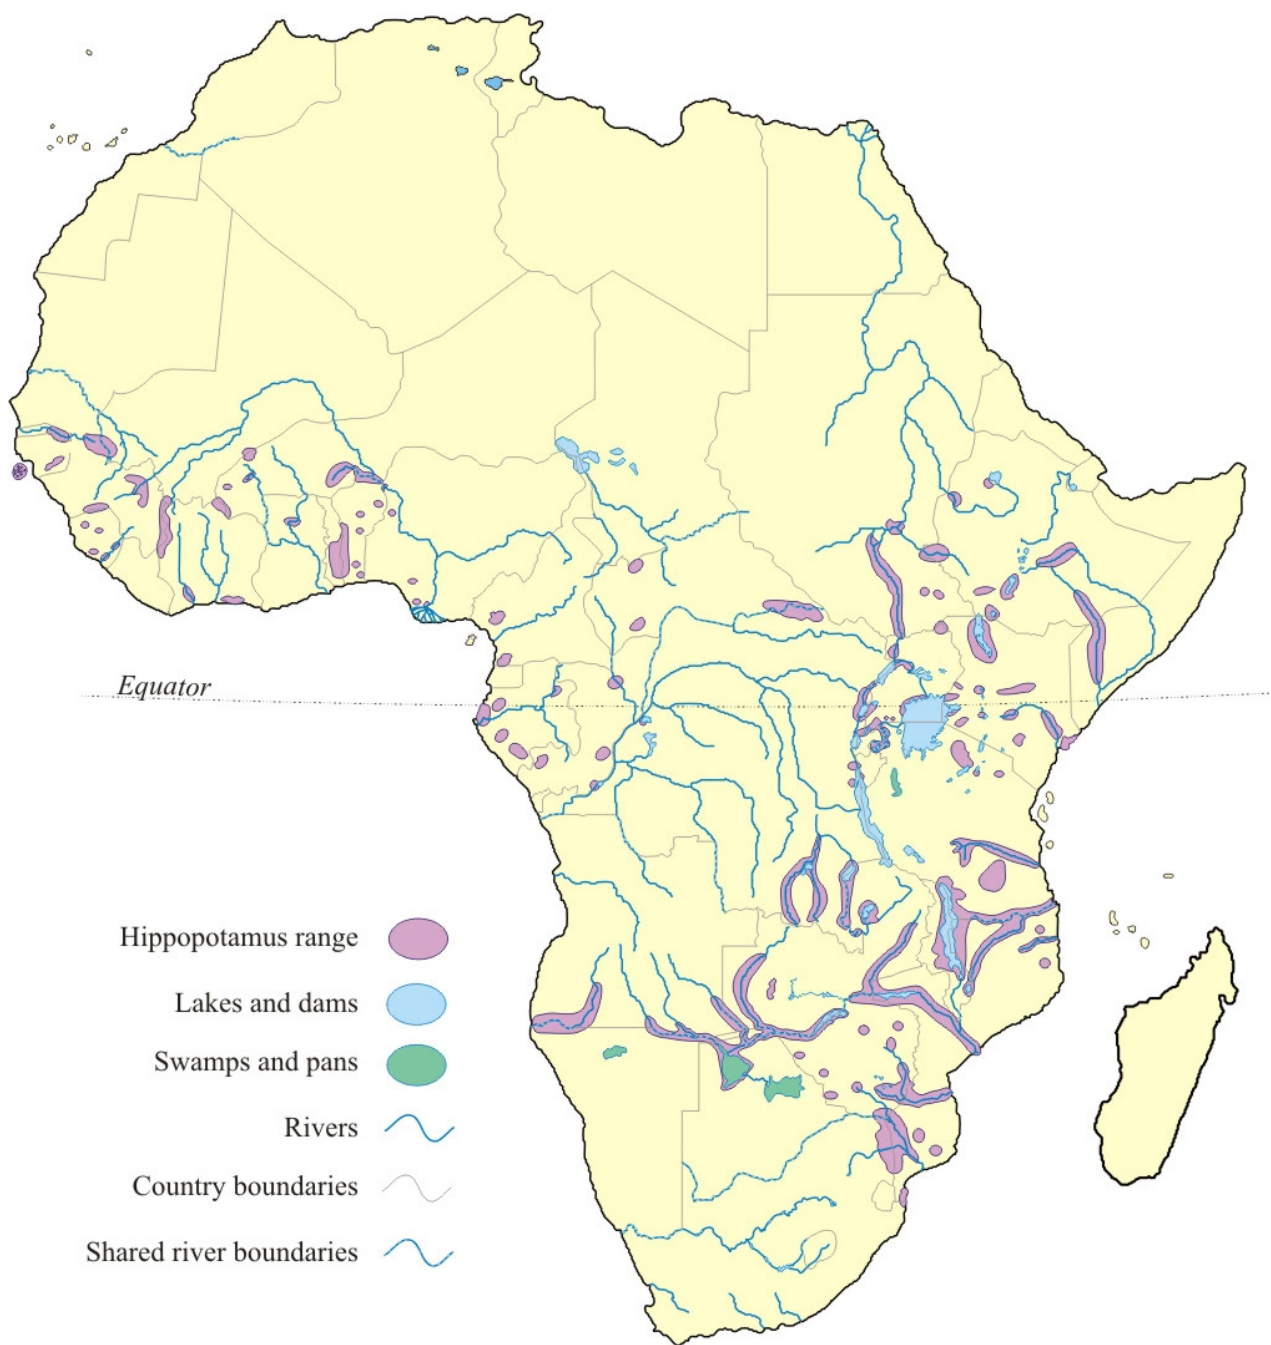 Equator
Hippopotamus range
Lakes and dams
Swamps and pans
Rivers
Country boundaries
Shared river boundaries